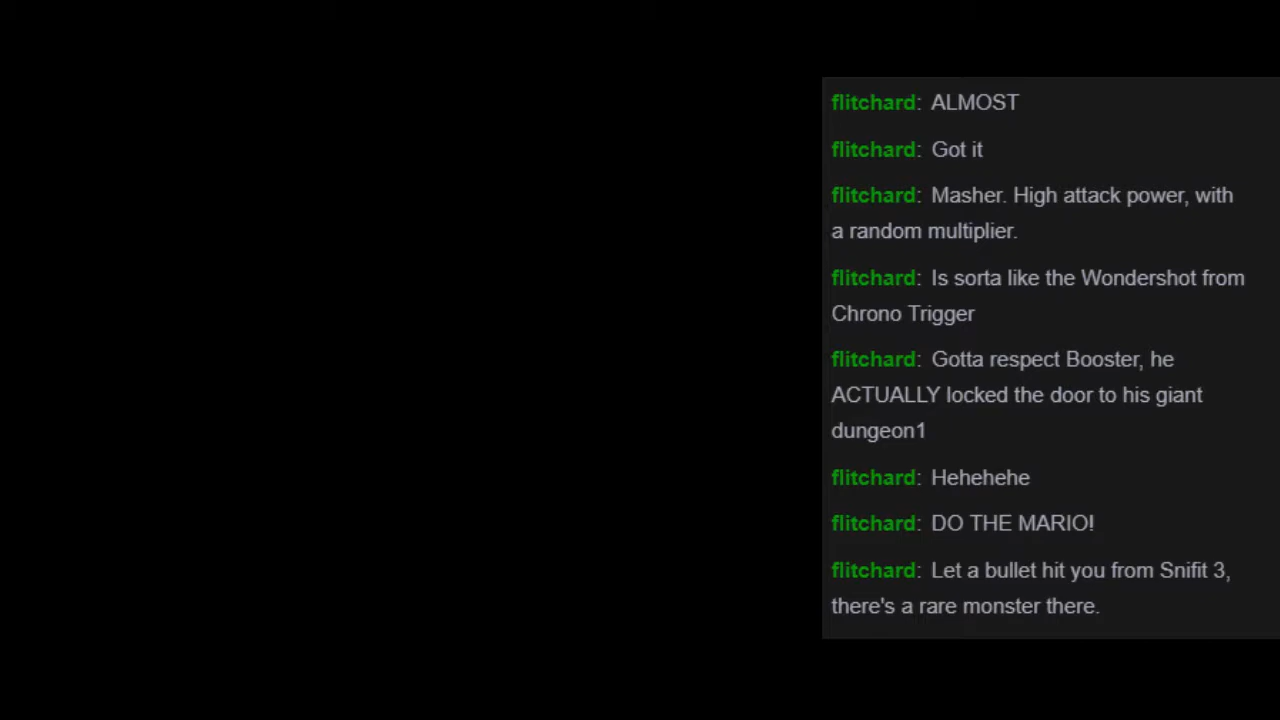 flitchard: ALMOST
flitchard: Got it
flitchard: Masher. High attack power, with
a random multiplier.
flitchard: Is sorta like the Wondershot from
Chrono Trigger
flitchard: Gotta respect Booster, he
ACTUALLY locked the door to his giant
dungeon1
flitchard: Hehehehe
flitchard: DO THE MARIO!
flitchard: Let a bullet hit you from Snifit 3,
there's a rare monster there.